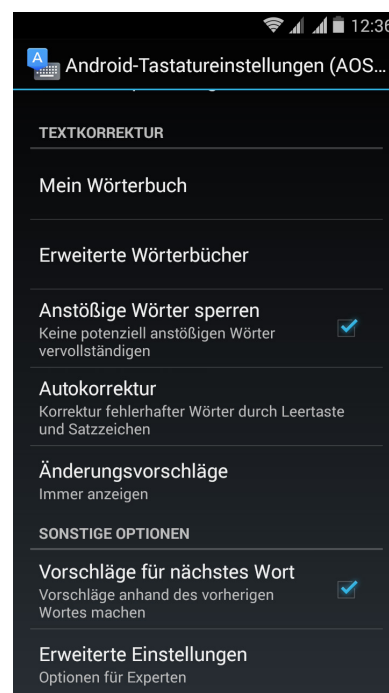 12:36
Android-Tastatureinstellungen (AOS...
TEXTKORREKTUR
Mein Wörterbuch
Erweiterte Wörterbücher
Anstößige Wörter sperren
Keine potenziell anstößigen Wörter
vervollständigen
Autokorrektur
Korrektur fehlerhafter Wörter durch Leertaste
und Satzzeichen
Änderungsvorschläge
Immer anzeigen
SONSTIGE OPTIONEN
Vorschläge für nächstes Wort
Vorschläge anhand des vorherigen
Wortes machen
Erweiterte Einstellungen
Optionen für Experten